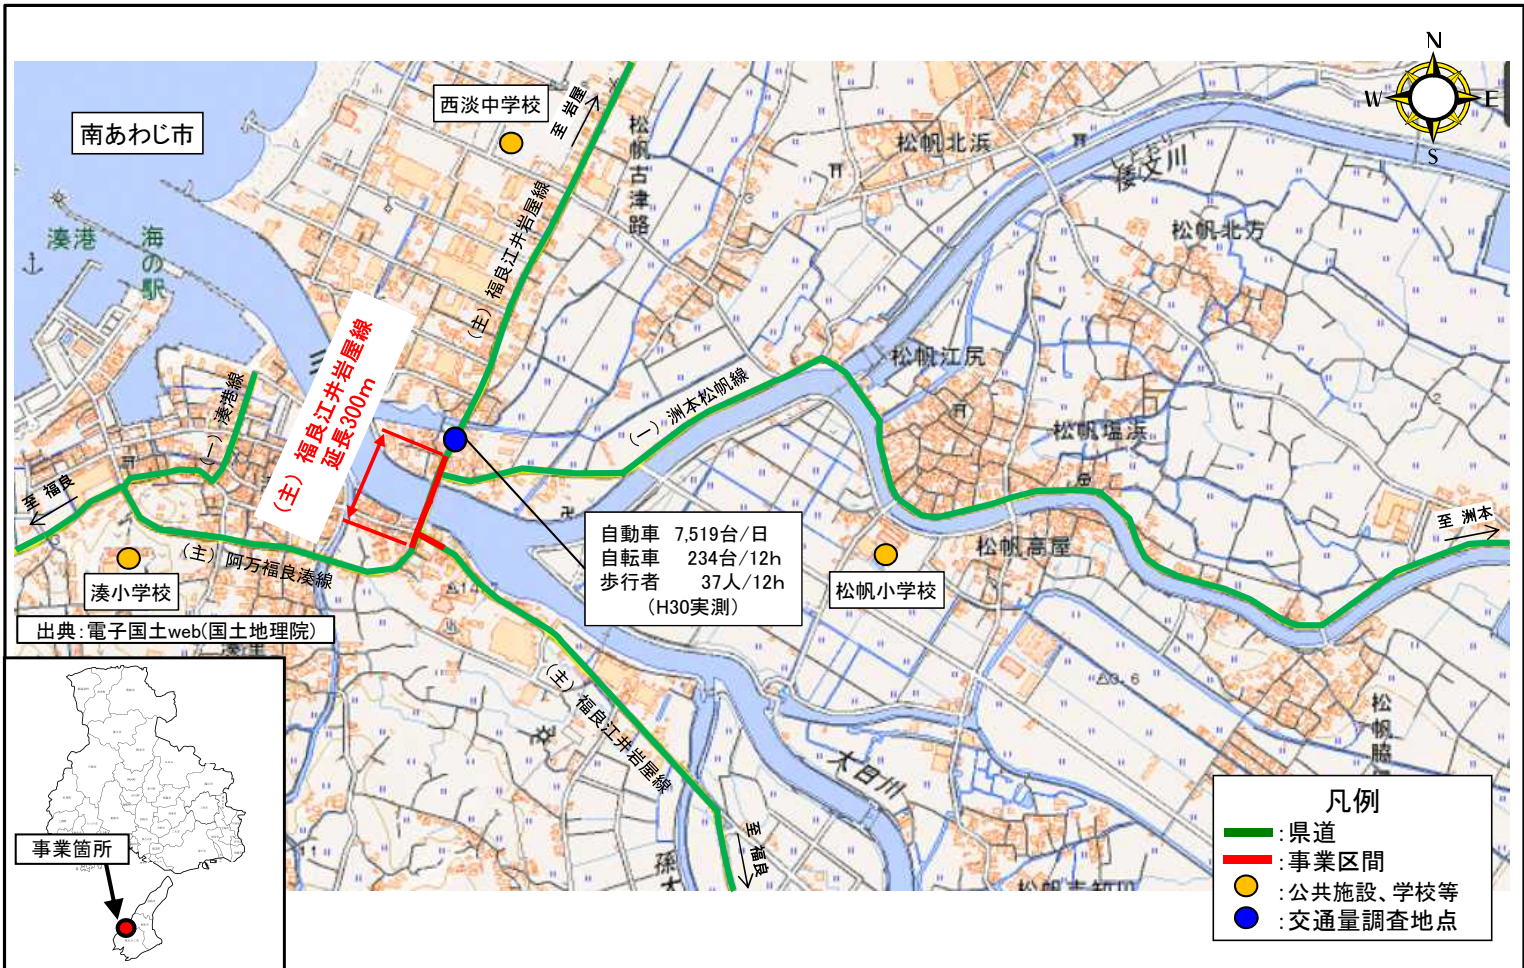 N
W
E
S
南あわじ市
西淡中学校
至 岩屋
松帆古津路
松帆北浜
倭文川
松帆北方
湊港
海の駅
(主) 福良江井岩屋線
(主) 福良江井岩屋線
延長300m
(一) 湊港線
(一) 洲本松帆線
松帆江尻
松帆塩浜
至 福良
(主) 阿万福良湊線
湊小学校
自動車 7,519台/日
自転車 234台/12h
歩行者 37人/12h
(H30実測)
松帆小学校
松帆高屋
至 洲本
出典:電子国土web(国土地理院)
(主) 福良江井岩屋線
大日川
至 福良
3.6
2
3
3
事業箇所
凡例
:県道
:事業区間
:公共施設、学校等
:交通量調査地点